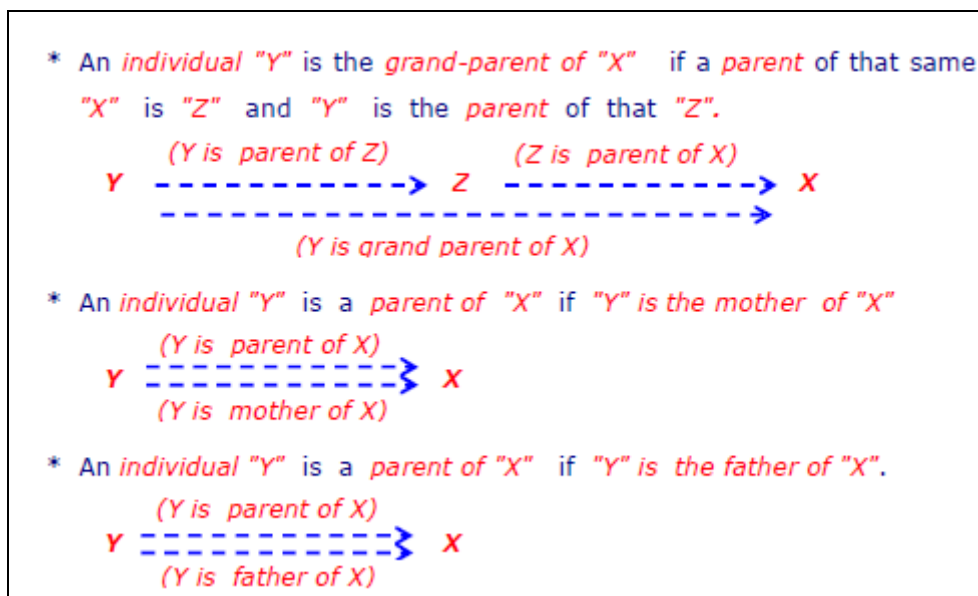 * An individual "Y" is the grand-parent of "X" if a parent of that same
"X" is "Z" and "Y" is the parent of that "Z".
(Y is parent of Z) (Z is parent of X)
Y Z X
(Y is grand parent of X)
* An individual "Y" is a parent of "X" if "Y" is the mother of "X"
(Y is parent of X)
Y X
(Y is mother of X)
* An individual "Y" is a parent of "X" if "Y" is the father of "X".
(Y is parent of X)
Y X
(Y is father of X)